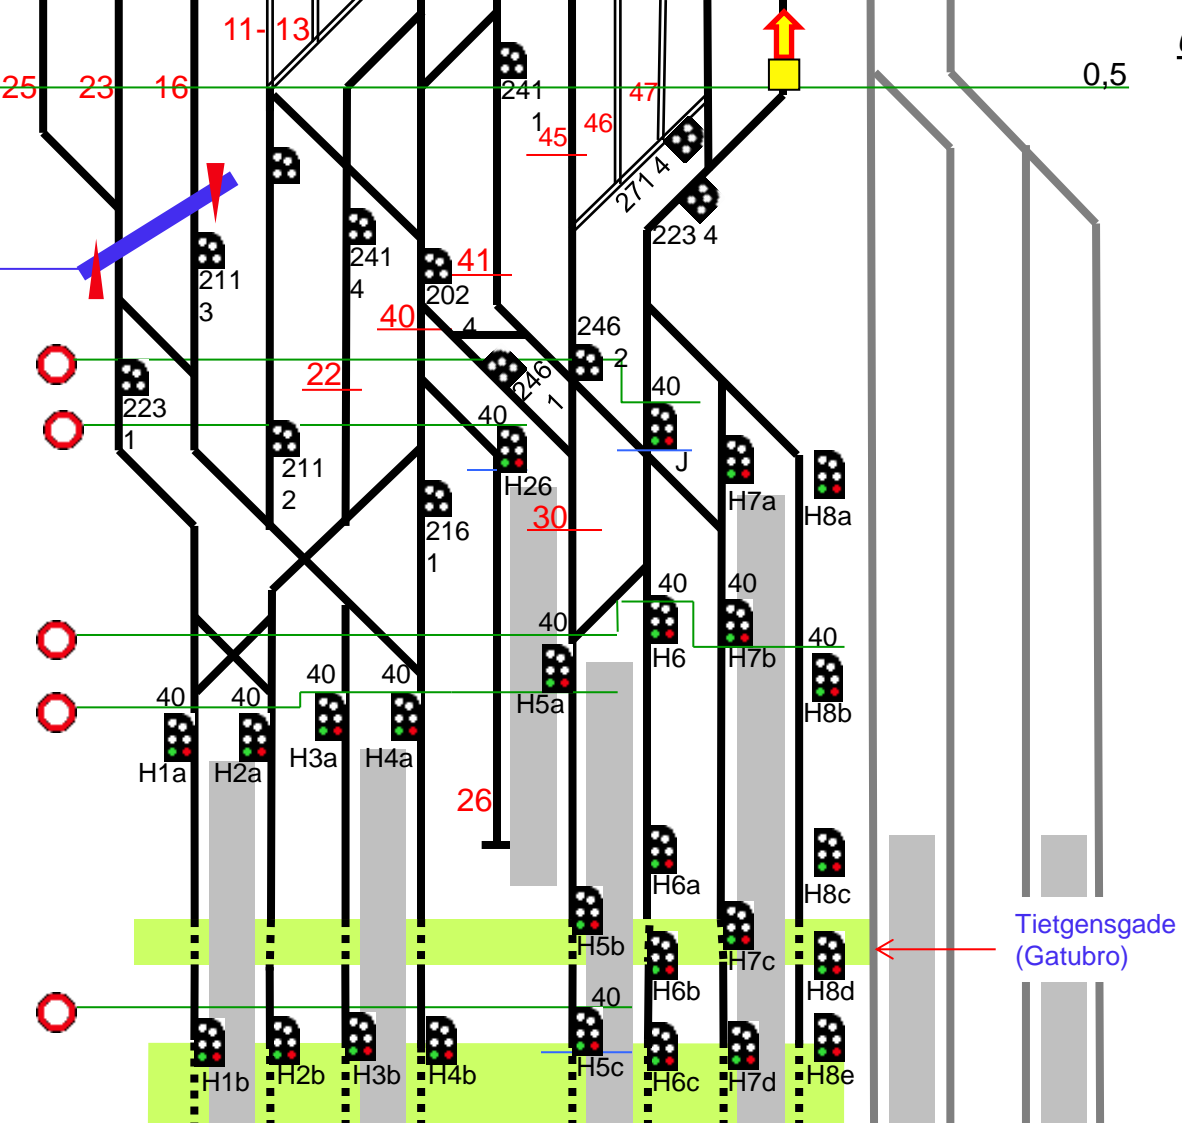 11- 13
25
23
16
241
1
47
46
45
0,5
271 4
223 4
211
3
241
4
41
202
4
40
246
2
246
1
22
40
223
1
40
J
H26
211
2
216
1
30
H7a
H8a
40
40
40
40
H6
H7b
H5a
H8b
40
40
40
40
H1a
H2a
H3a
H4a
26
H6a
H8c
H5b
H7c
Tietgensgade
(Gatubro)
H6b
H8d
40
H1b
H2b
H3b
H4b
H5c
H6c
H7d
H8e